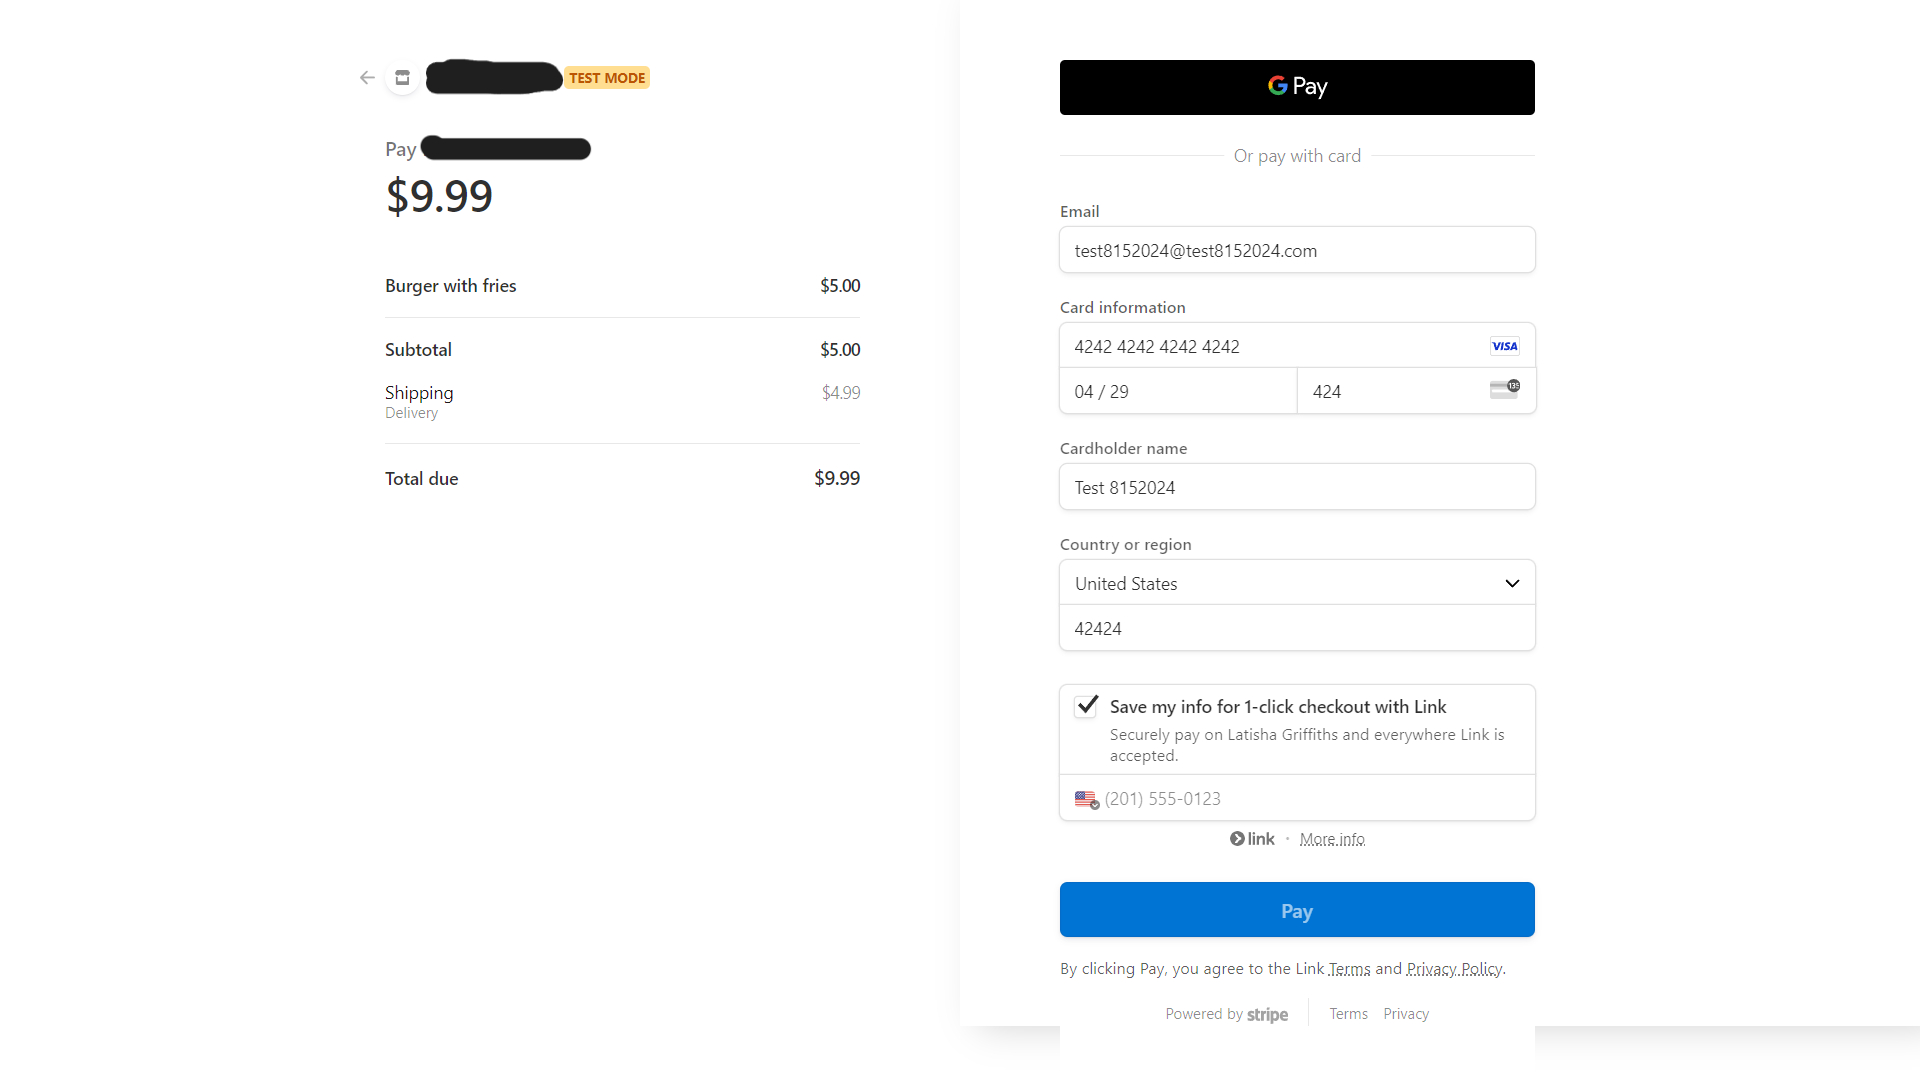 TEST MODE
Pay
$9.99
Burger with fries $5.00
Subtotal $5.00
Shipping $4.99
Delivery
Total due $9.99
G Pay
Or pay with card
Email
test8152024@test8152024.com
Card information
4242 4242 4242 4242 VISA
04 / 29 424 135
Cardholder name
Test 8152024
Country or region
United States
42424
Save my info for 1-click checkout with Link
Securely pay on Latisha Griffiths and everywhere Link is
accepted.
(201) 555-0123
link · More info
Pay
By clicking Pay, you agree to the Link Terms and Privacy Policy.
Powered by stripe Terms Privacy